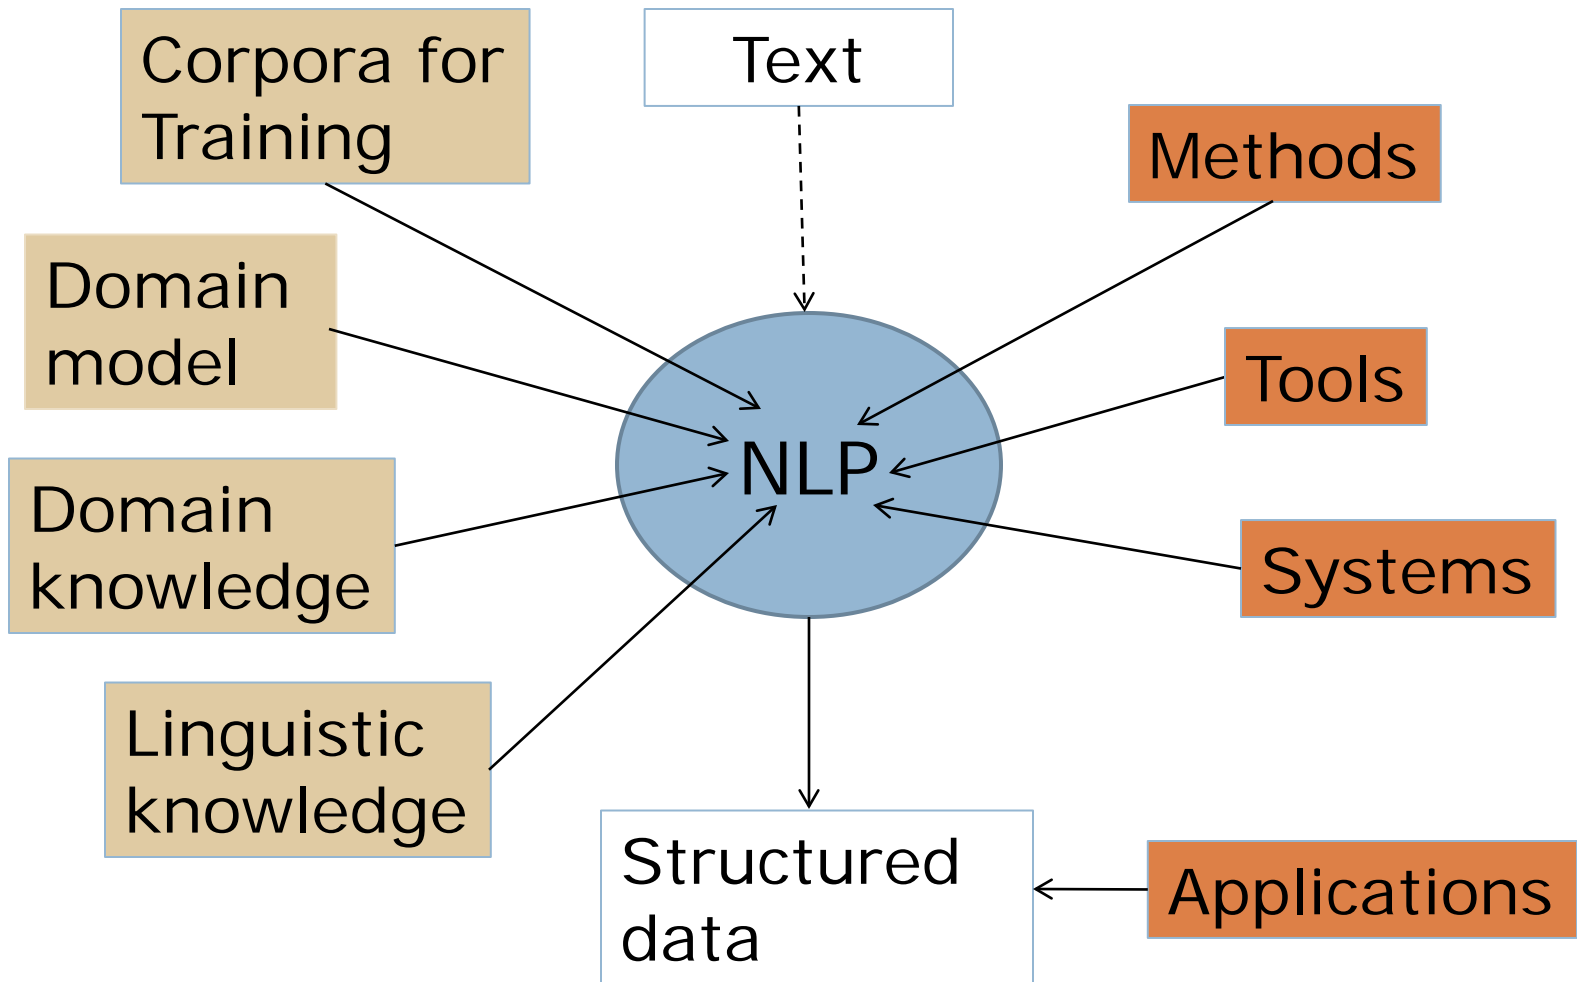 Corpora for
Training
Text
Methods
Domain
model
Tools
NLP
Domain
knowledge
Systems
Linguistic
knowledge
Structured
data
Applications